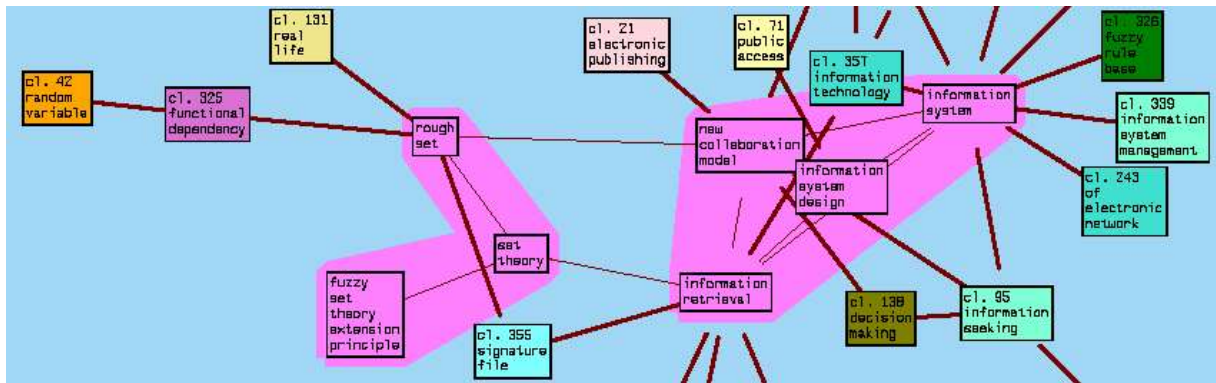 cl. 42
random
variable
cl. 325
functional
dependency
cl. 131
real
life
rough
set
set
theory
fuzzy
set
theory
extension
principle
cl. 355
signature
file
cl. 21
electronic
publishing
cl. 71
public
access
cl. 357
information
technology
new
collaboration
model
information
system
design
information
retrieval
information
system
cl. 326
fuzzy
rule
base
cl. 339
information
system
management
cl. 243
of
electronic
network
cl. 138
decision
making
cl. 95
information
seeking